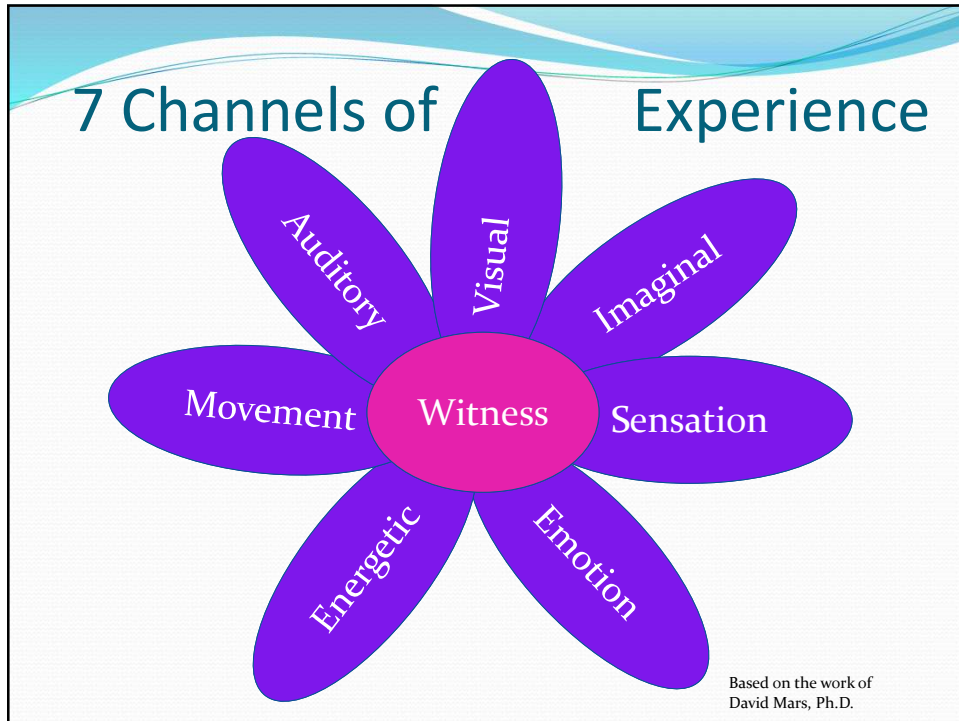 7 Channels of Experience
Visual
Auditory
Imaginal
Movement
Witness
Sensation
Energetic
Emotion
Based on the work of
David Mars, Ph.D.